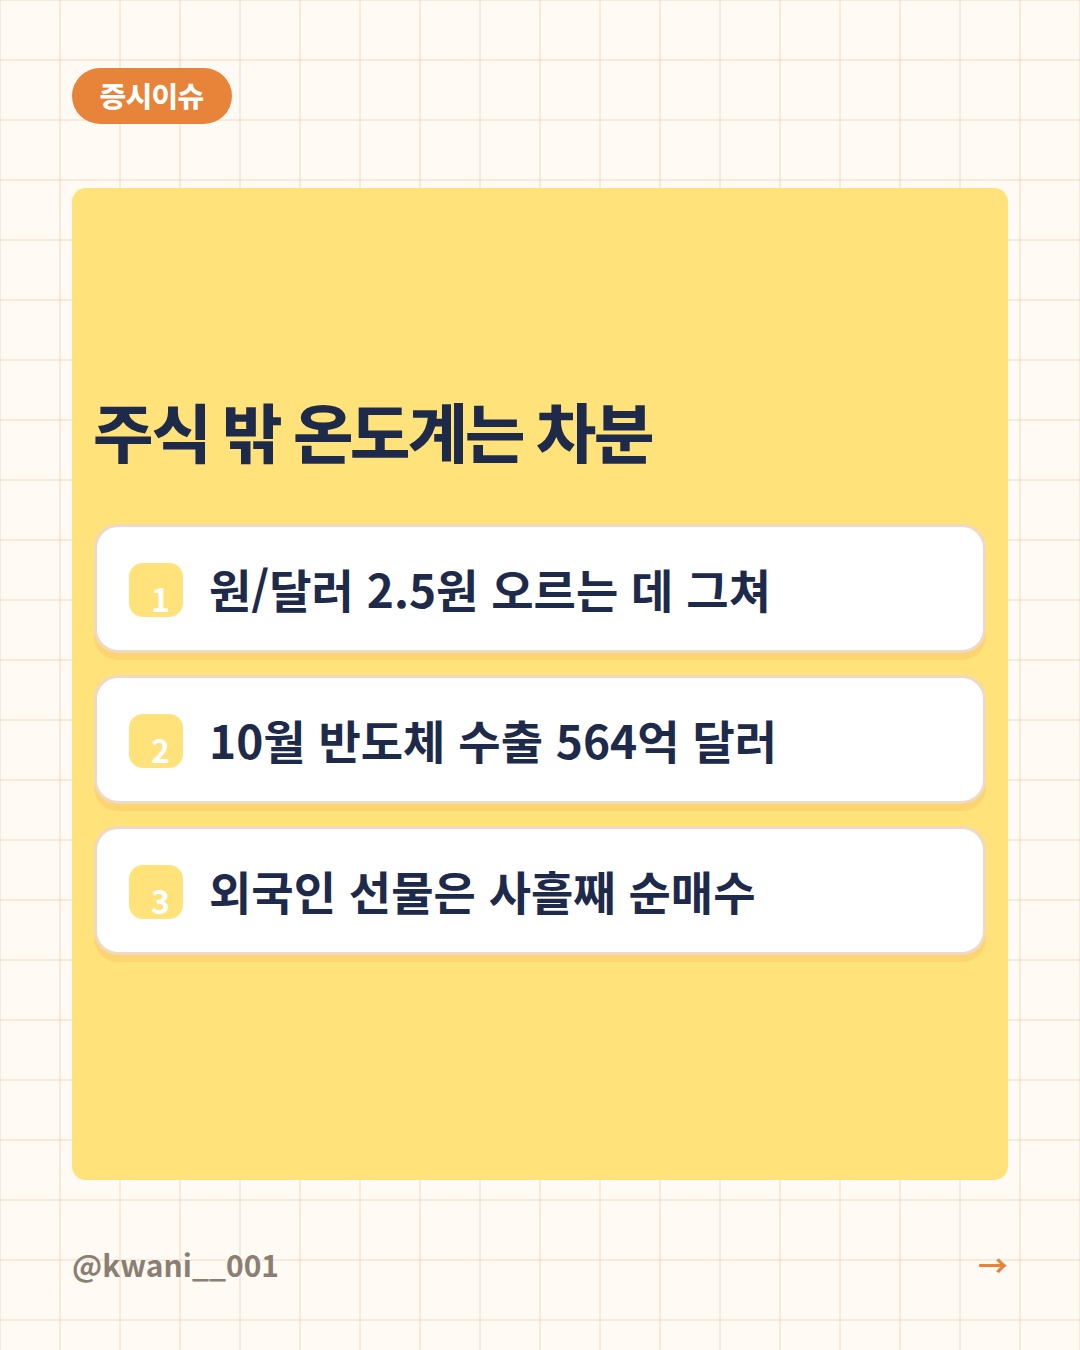 증시이슈
주식 밖 온도계는 차분
1 원/달러 2.5원 오르는 데 그쳐
2 10월 반도체 수출 564억 달러
3 외국인 선물은 사흘째 순매수
@kwani__001 →